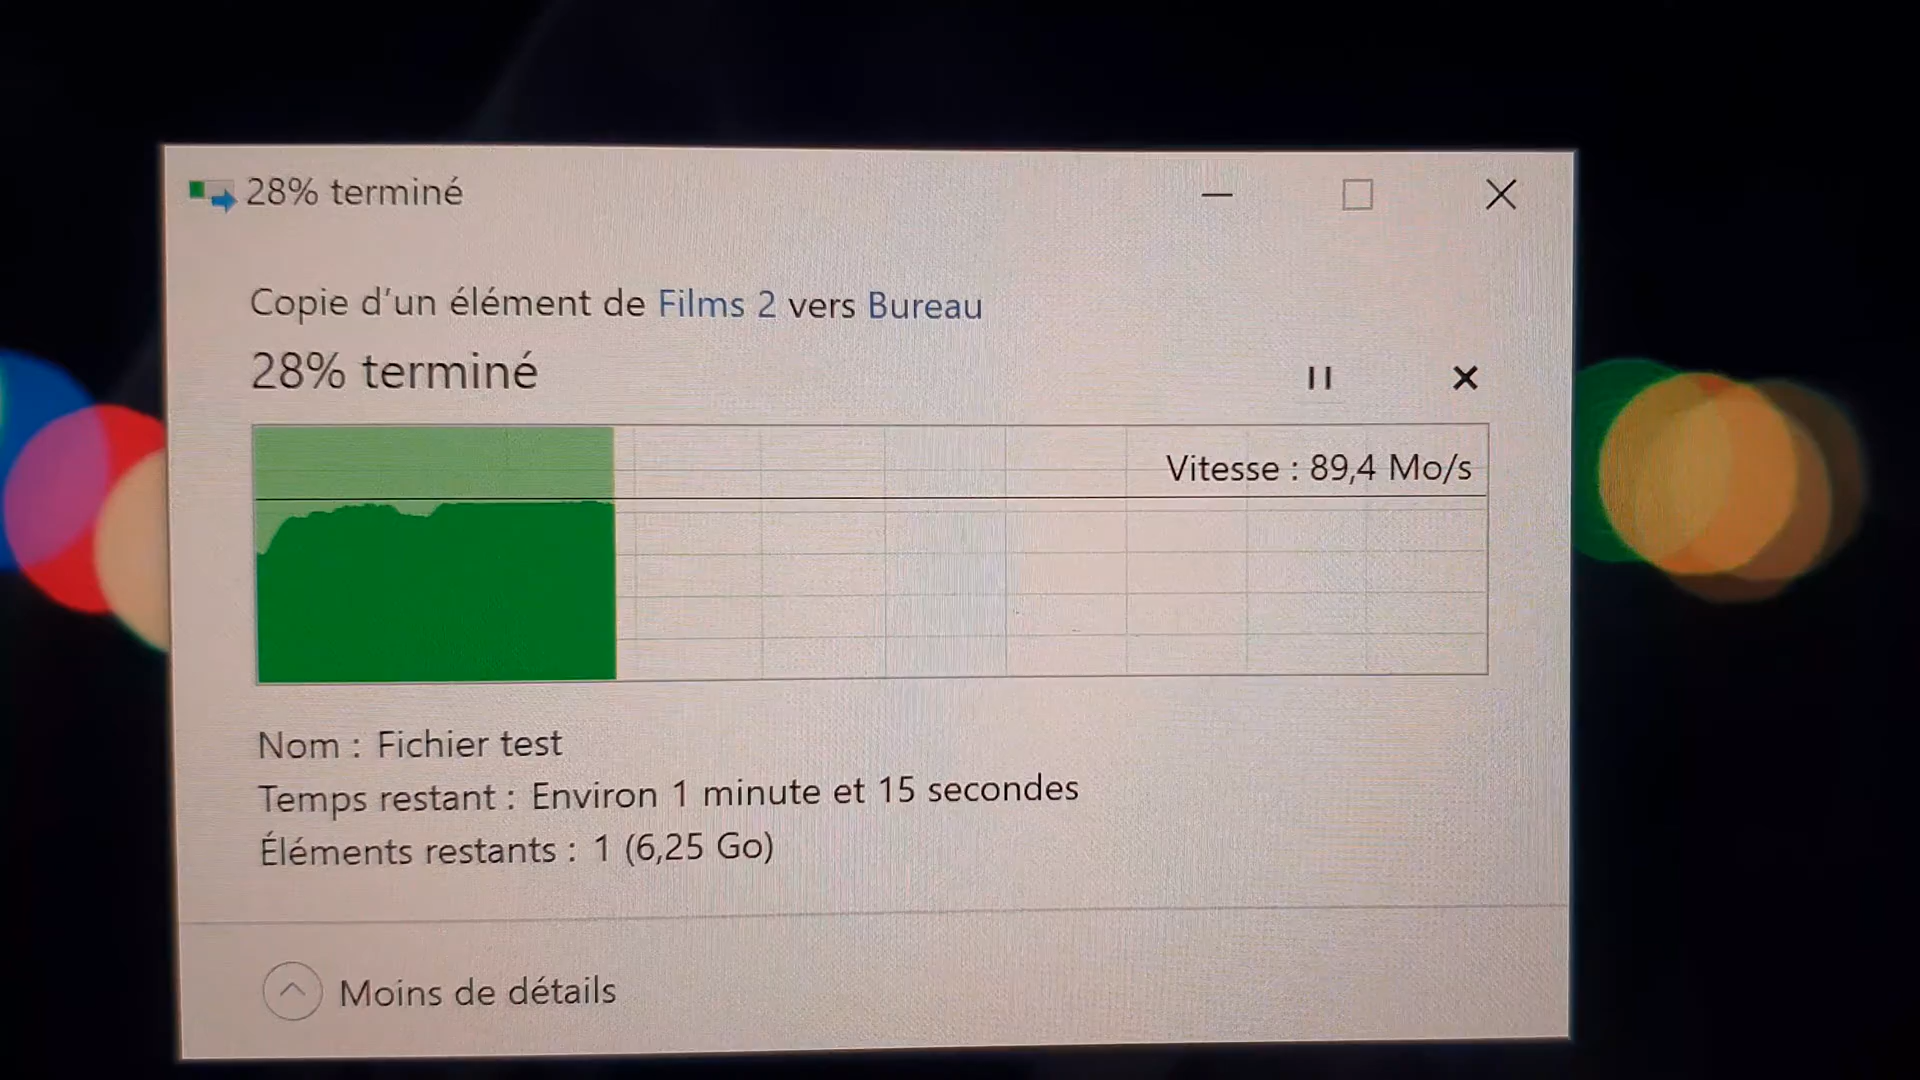 28% terminé
Copie d'un élément de Films 2 vers Bureau
28% terminé
Vitesse : 89,4 Mo/s
Nom : Fichier test
Temps restant : Environ 1 minute et 15 secondes
Éléments restants : 1 (6,25 Go)
Moins de détails